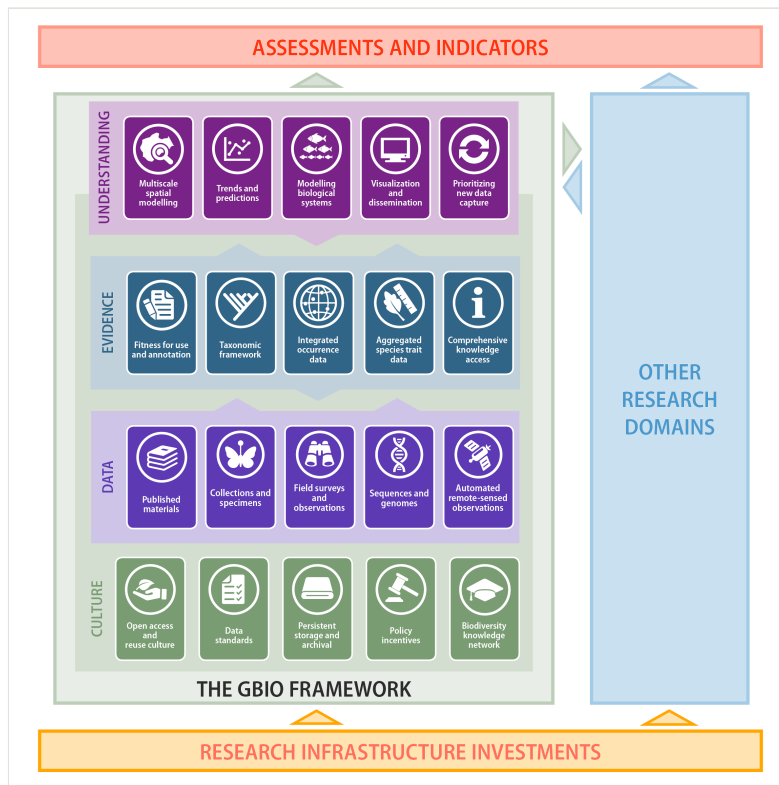 ASSESSMENTS AND INDICATORS
UNDERSTANDING
Multiscale
spatial
modelling
Trends and
predictions
Modelling
biological
systems
Visualization
and
dissemination
Prioritizing
new data
capture
EVIDENCE
Fitness for use
and annotation
Taxonomic
framework
Integrated
occurrence
data
Aggregated
species trait
data
Comprehensive
knowledge
access
DATA
Published
materials
Collections and
specimens
Field surveys
and
observations
Sequences and
genomes
Automated
remote-sensed
observations
CULTURE
Open access
and
reuse culture
Data
standards
Persistent
storage and
archival
Policy
incentives
Biodiversity
knowledge
network
THE GBIO FRAMEWORK
OTHER
RESEARCH
DOMAINS
RESEARCH INFRASTRUCTURE INVESTMENTS